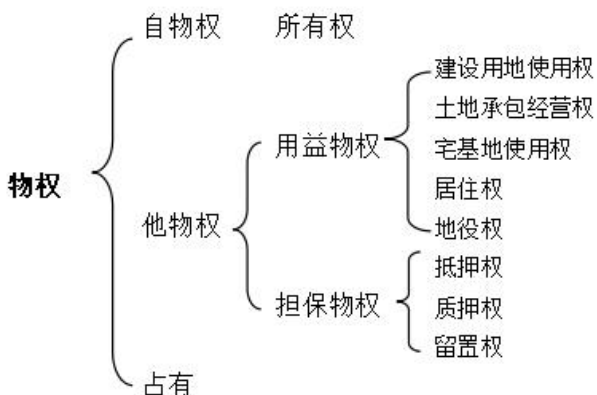 自物权 所有权
建设用地使用权
土地承包经营权
用益物权
宅基地使用权
物权
居住权
他物权
地役权
抵押权
担保物权
质押权
留置权
占有